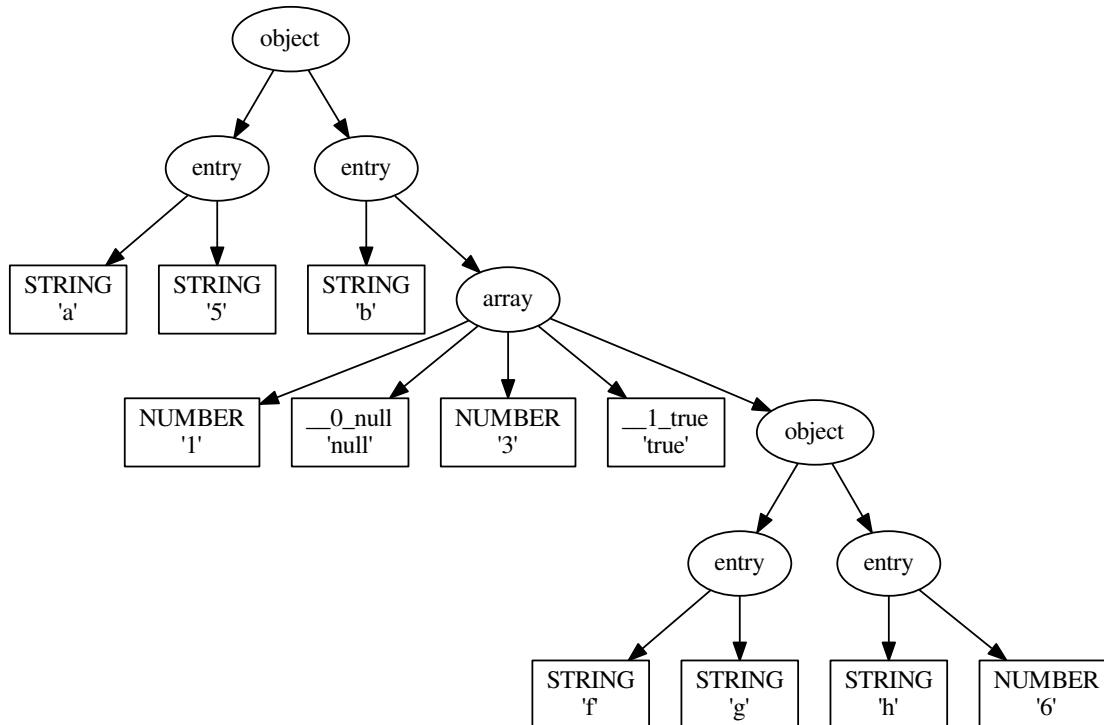 object
entry
entry
STRING
'a'
STRING
'5'
STRING
'b'
array
NUMBER
'1'
__0_null
'null'
NUMBER
'3'
__1_true
'true'
object
entry
entry
STRING
'f'
STRING
'g'
STRING
'h'
NUMBER
'6'